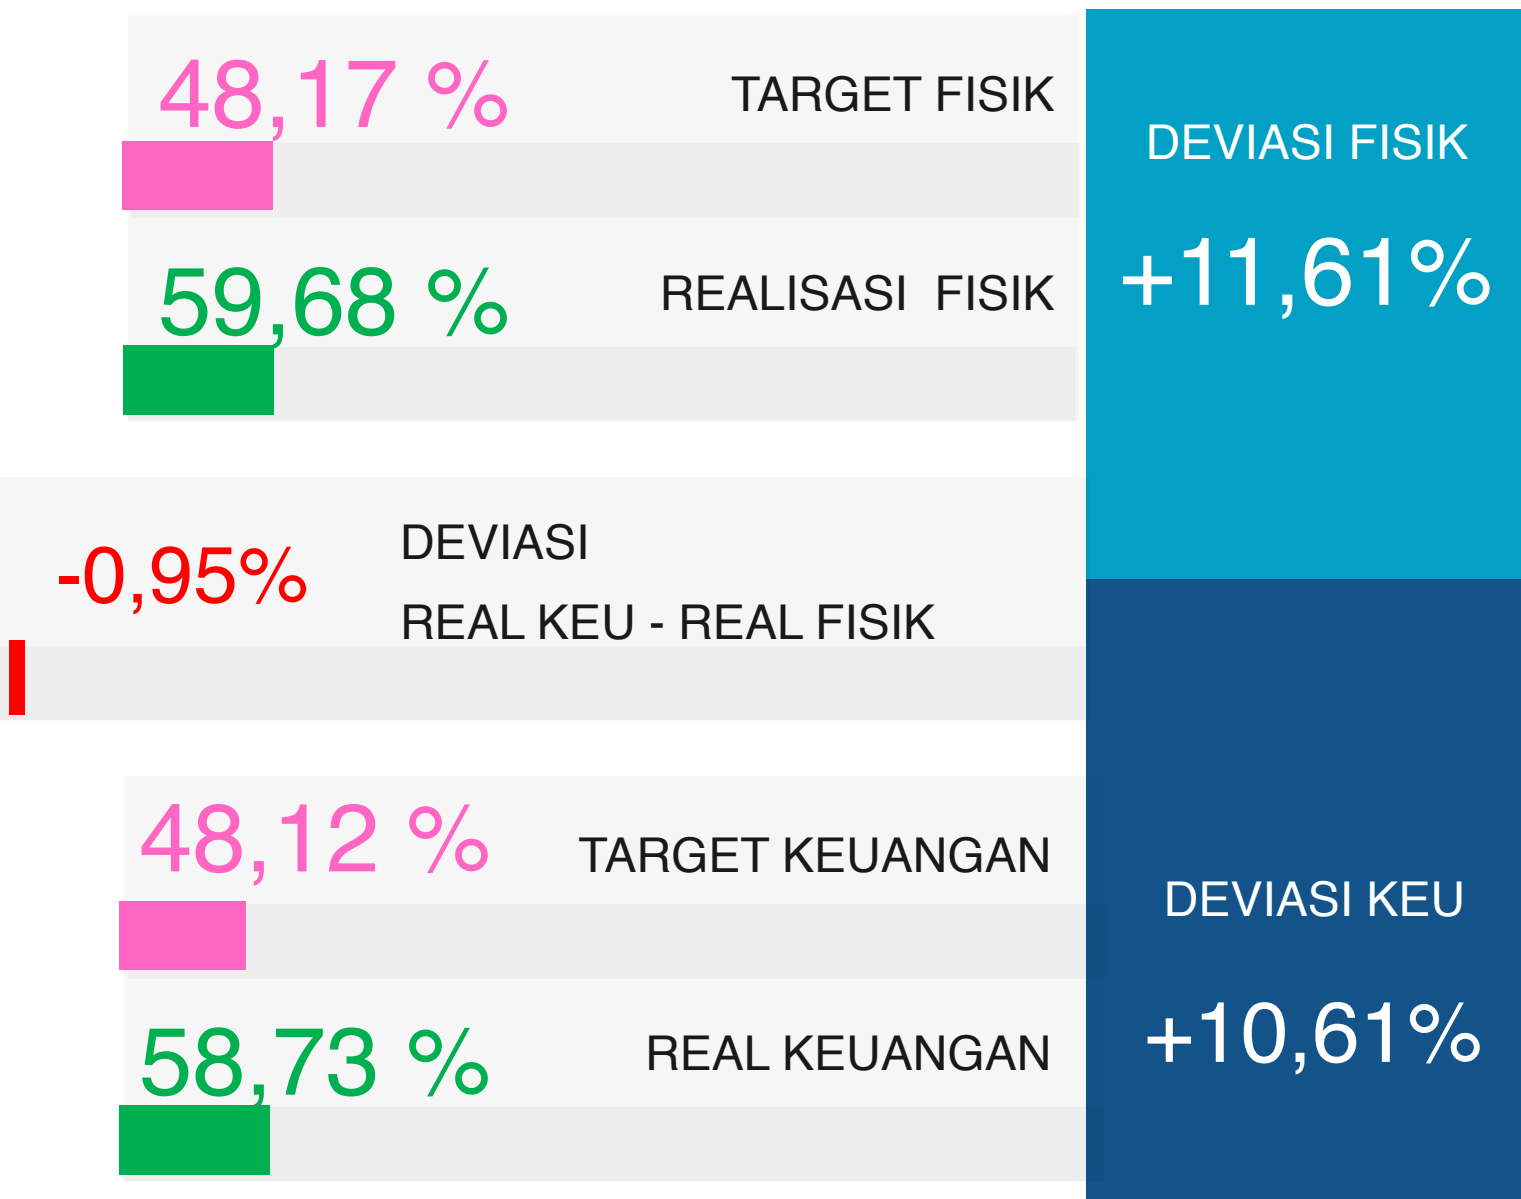 48,17 %
TARGET FISIK
59,68 %
REALISASI FISIK
DEVIASI FISIK
+11,61%
-0,95%
DEVIASI
REAL KEU - REAL FISIK
48,12 %
TARGET KEUANGAN
58,73 %
REAL KEUANGAN
DEVIASI KEU
+10,61%